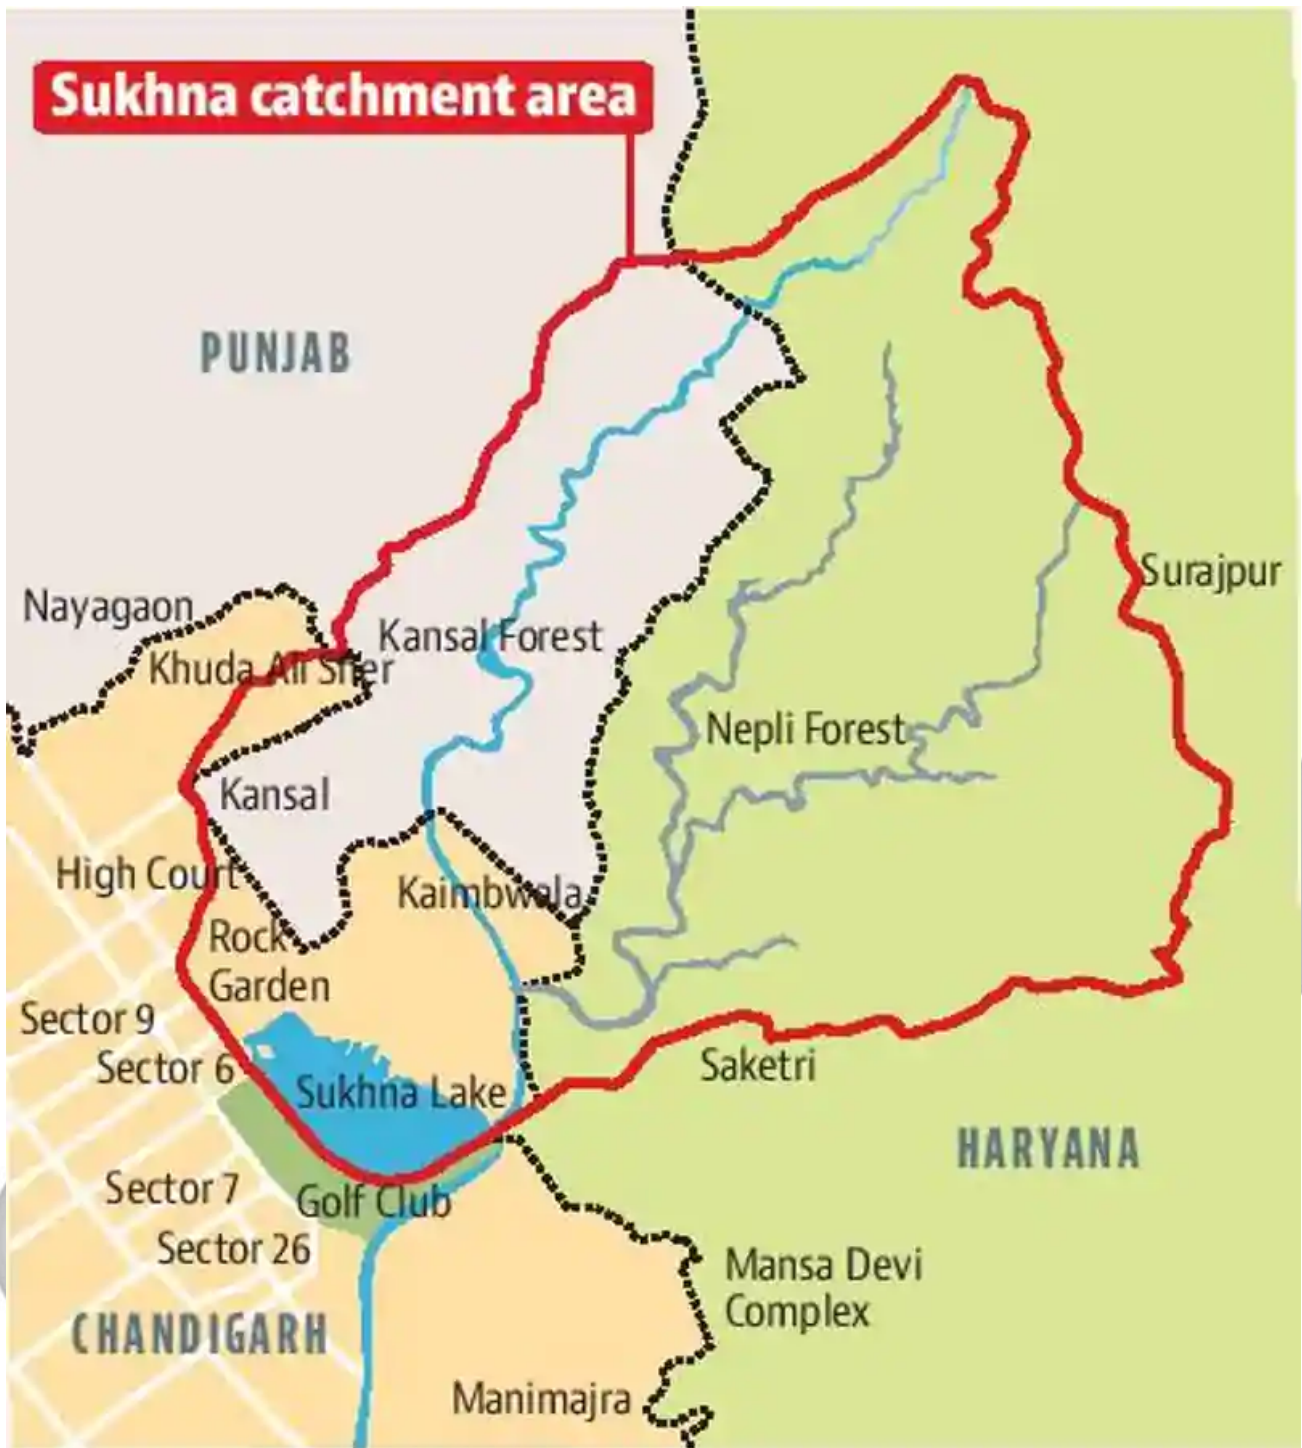 Sukhna catchment area
PUNJAB
Surajpur
Nayagaon
Kansal Forest
Khuda Ali Sher
Nepli Forest
Kansal
High Court
Kaimbwala
Rock
Garden
Sector 9
Sector 6
Saketri
Sukhna Lake
HARYANA
Sector 7
Golf Club
Sector 26
Mansa Devi
Complex
CHANDIGARH
Manimajra